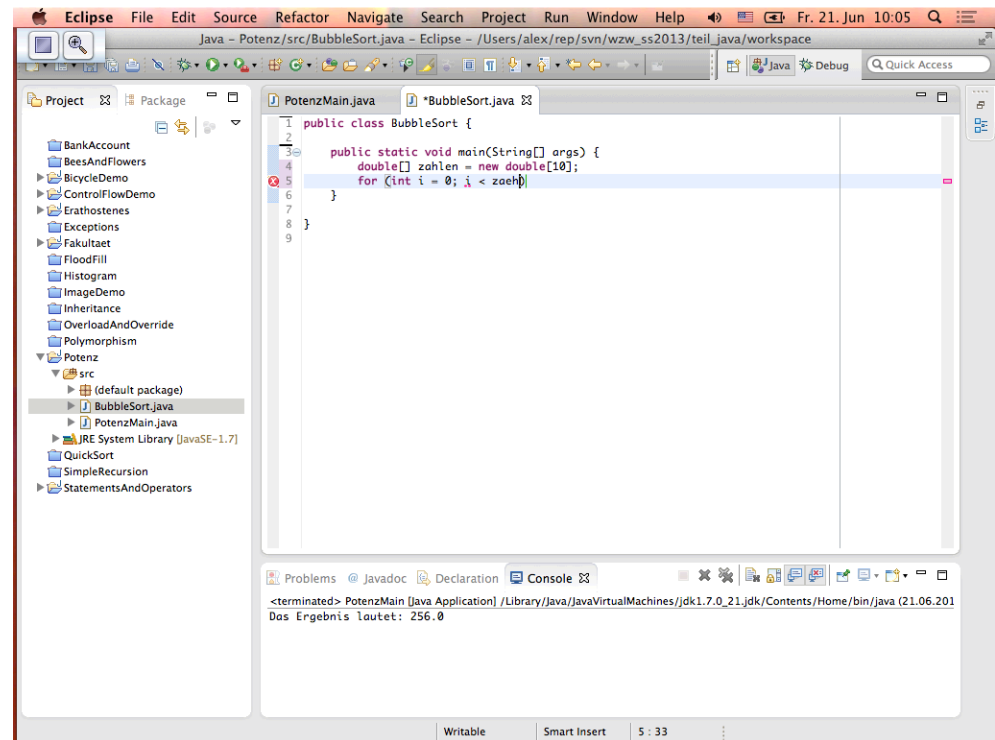 Eclipse File Edit Source Refactor Navigate Search Project Run Window Help Fr. 21. Jun 10:05
Java – Potenz/src/BubbleSort.java – Eclipse – /Users/alex/rep/svn/wzw_ss2013/teil_java/workspace
Java Debug Quick Access
Project Package
BankAccount
BeesAndFlowers
BicycleDemo
ControlFlowDemo
Erathostenes
Exceptions
Fakultaet
FloodFill
Histogram
ImageDemo
Inheritance
OverloadAndOverride
Polymorphism
Potenz
src
(default package)
BubbleSort.java
PotenzMain.java
JRE System Library [JavaSE-1.7]
QuickSort
SimpleRecursion
StatementsAndOperators
PotenzMain.java *BubbleSort.java
1 public class BubbleSort {
2
3 public static void main(String[] args) {
4 double[] zahlen = new double[10];
5 for (int i = 0; i < zaeh)
6 }
7
8 }
9
Problems @ Javadoc Declaration Console
<terminated> PotenzMain [Java Application] /Library/Java/JavaVirtualMachines/jdk1.7.0_21.jdk/Contents/Home/bin/java (21.06.201
Das Ergebnis lautet: 256.0
Writable Smart Insert 5 : 33